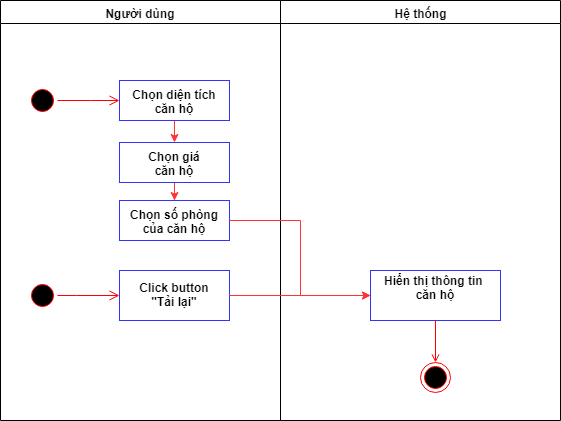 Người dùng
Hệ thống
Chọn diện tích
căn hộ
Chọn giá
căn hộ
Chọn số phòng
của căn hộ
Click button
"Tải lại"
Hiển thị thông tin
căn hộ